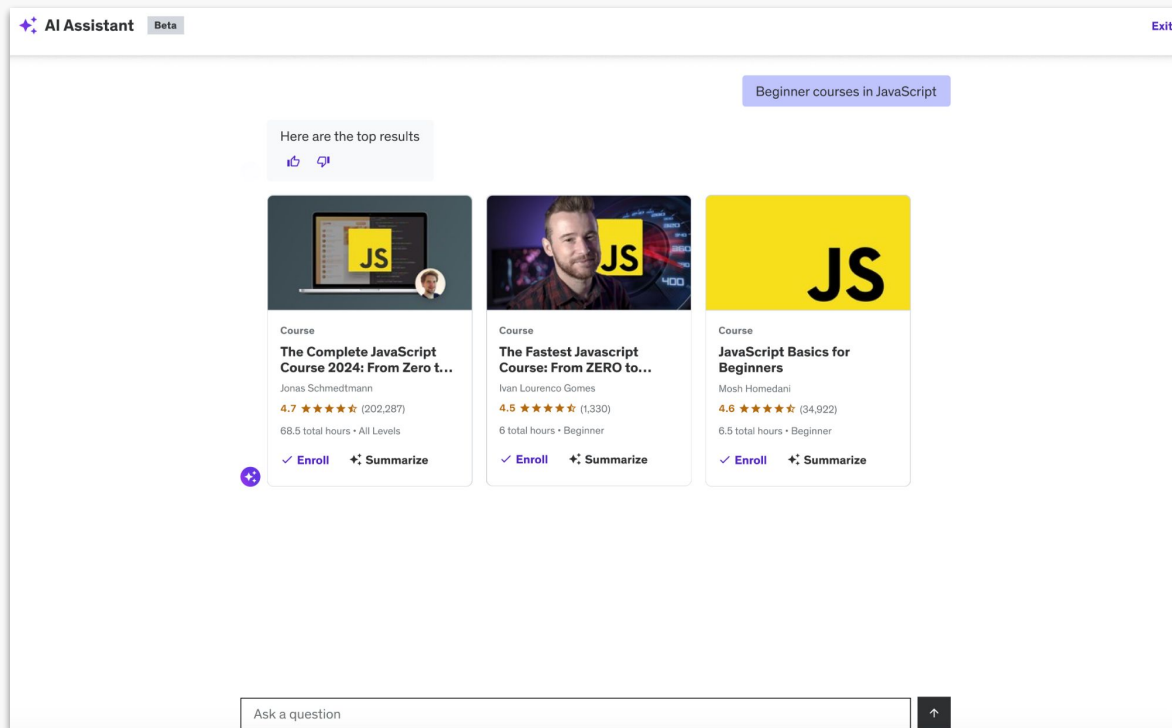 AI Assistant Beta
Exit
Beginner courses in JavaScript
Here are the top results
JS
JS
400
JS
Course
The Complete JavaScript
Course 2024: From Zero t...
Jonas Schmedtmann
4.7 (202,287)
68.5 total hours • All Levels
Enroll Summarize
Course
The Fastest Javascript
Course: From ZERO to...
Ivan Lourenco Gomes
4.5 (1,330)
6 total hours • Beginner
Enroll Summarize
Course
JavaScript Basics for
Beginners
Mosh Homedani
4.6 (34,922)
6.5 total hours • Beginner
Enroll Summarize
Ask a question